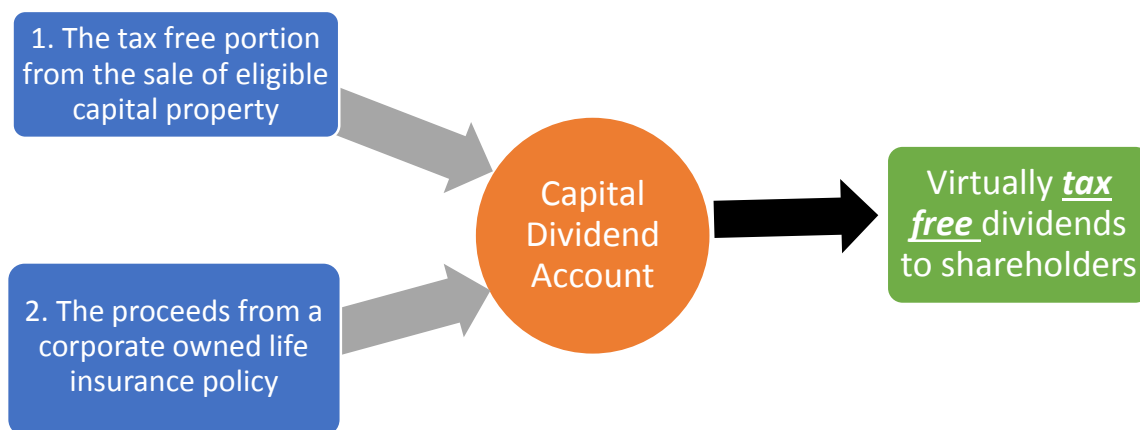 1. The tax free portion
from the sale of eligible
capital property
2. The proceeds from a
corporate owned life
insurance policy
Capital
Dividend
Account
Virtually tax
free dividends
to shareholders